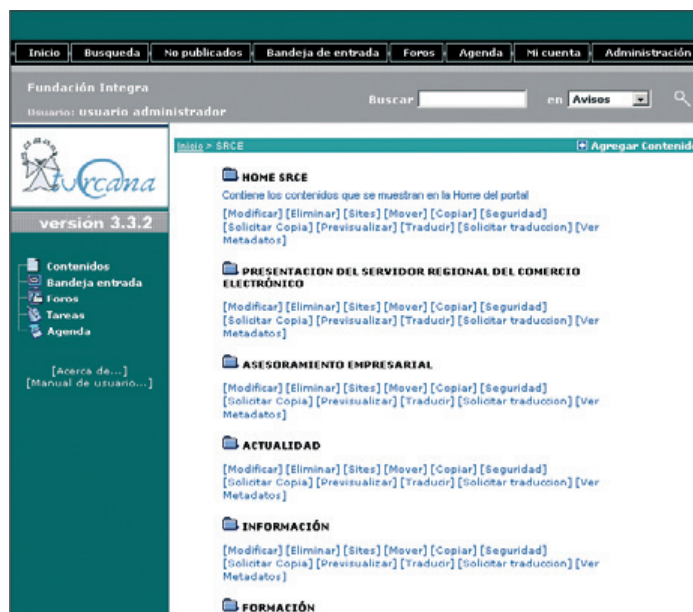 Inicio Busqueda No publicados Bandeja de entrada Foros Agenda Mi cuenta Administración
Fundación Integra
Usuario: usuario administrador
Buscar en Avisos
turcana
versión 3.3.2
Contenidos
Bandeja entrada
Foros
Tareas
Agenda
[Acerca de...]
[Manual de usuario...]
Inicio > SRCE Agregar Contenido
HOME SRCE
Contiene los contenidos que se muestran en la Home del portal
[Modificar] [Eliminar] [Sites] [Mover] [Copiar] [Seguridad]
[Solicitar Copia] [Previsualizar] [Traducir] [Solicitar traduccion] [Ver
Metadatos]
PRESENTACION DEL SERVIDOR REGIONAL DEL COMERCIO
ELECTRÓNICO
[Modificar] [Eliminar] [Sites] [Mover] [Copiar] [Seguridad]
[Solicitar Copia] [Previsualizar] [Traducir] [Solicitar traduccion] [Ver
Metadatos]
ASESORAMIENTO EMPRESARIAL
[Modificar] [Eliminar] [Sites] [Mover] [Copiar] [Seguridad]
[Solicitar Copia] [Previsualizar] [Traducir] [Solicitar traduccion] [Ver
Metadatos]
ACTUALIDAD
[Modificar] [Eliminar] [Sites] [Mover] [Copiar] [Seguridad]
[Solicitar Copia] [Previsualizar] [Traducir] [Solicitar traduccion] [Ver
Metadatos]
INFORMACIÓN
[Modificar] [Eliminar] [Sites] [Mover] [Copiar] [Seguridad]
[Solicitar Copia] [Previsualizar] [Traducir] [Solicitar traduccion] [Ver
Metadatos]
FORMACIÓN